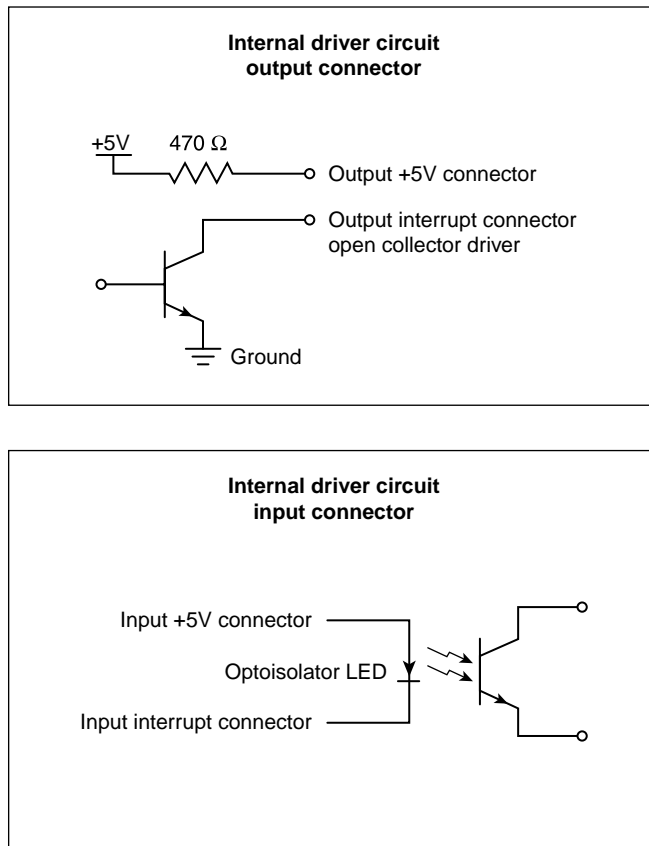 Internal driver circuit
output connector
+5V
470 Ω
Output +5V connector
Output interrupt connector
open collector driver
Ground
Internal driver circuit
input connector
Input +5V connector
Optoisolator LED
Input interrupt connector